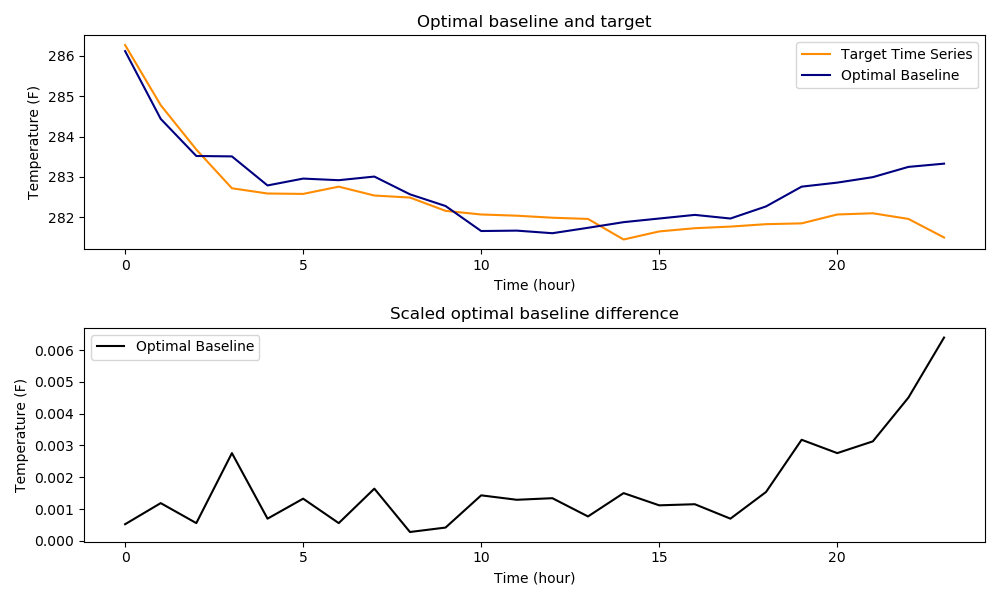 Optimal baseline and target
Temperature (F)
286
285
284
283
282
Target Time Series
Optimal Baseline
0 5 10 15 20
Time (hour)
Scaled optimal baseline difference
Temperature (F)
0.006
0.005
0.004
0.003
0.002
0.001
0.000
Optimal Baseline
0 5 10 15 20
Time (hour)